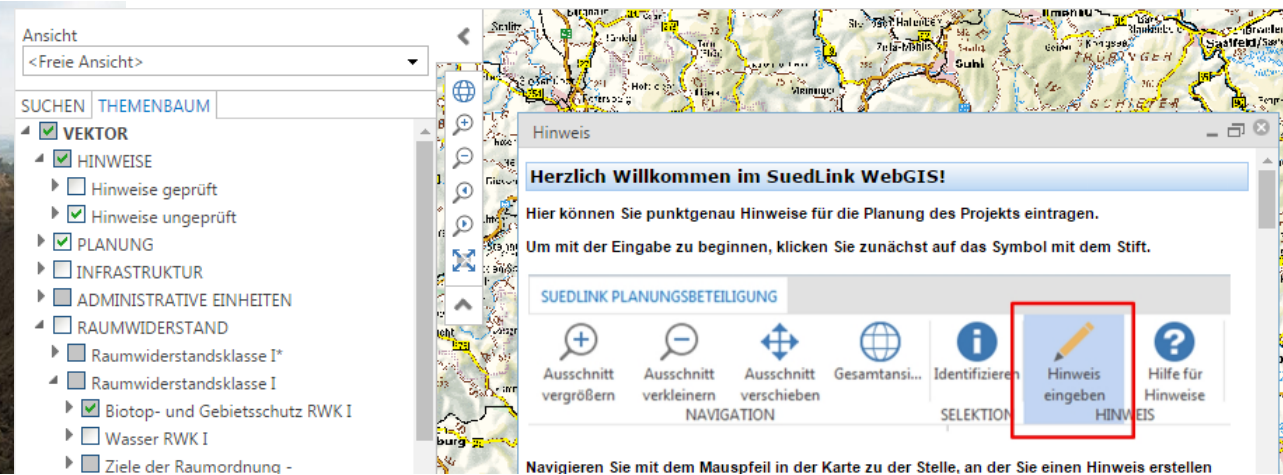 Ansicht
<Freie Ansicht>
SUCHEN THEMENBAUM
VEKTOR
HINWEISE
Hinweise geprüft
Hinweise ungeprüft
PLANUNG
INFRASTRUKTUR
ADMINISTRATIVE EINHEITEN
RAUMWIDERSTAND
Raumwiderstandsklasse I*
Raumwiderstandsklasse I
Biotop- und Gebietsschutz RWK I
Wasser RWK I
Ziele der Raumordnung -
Suhl
Hinweis
Herzlich Willkommen im SuedLink WebGIS!
Hier können Sie punktgenau Hinweise für die Planung des Projekts eintragen.
Um mit der Eingabe zu beginnen, klicken Sie zunächst auf das Symbol mit dem Stift.
SUEDLINK PLANUNGSBETEILIGUNG
Ausschnitt vergrößern
Ausschnitt verkleinern
Ausschnitt verschieben
Gesamtansi...
Identifizieren
Hinweis eingeben
Hilfe für Hinweise
NAVIGATION SELEKTION HINWEIS
Navigieren Sie mit dem Mauspfeil in der Karte zu der Stelle, an der Sie einen Hinweis erstellen